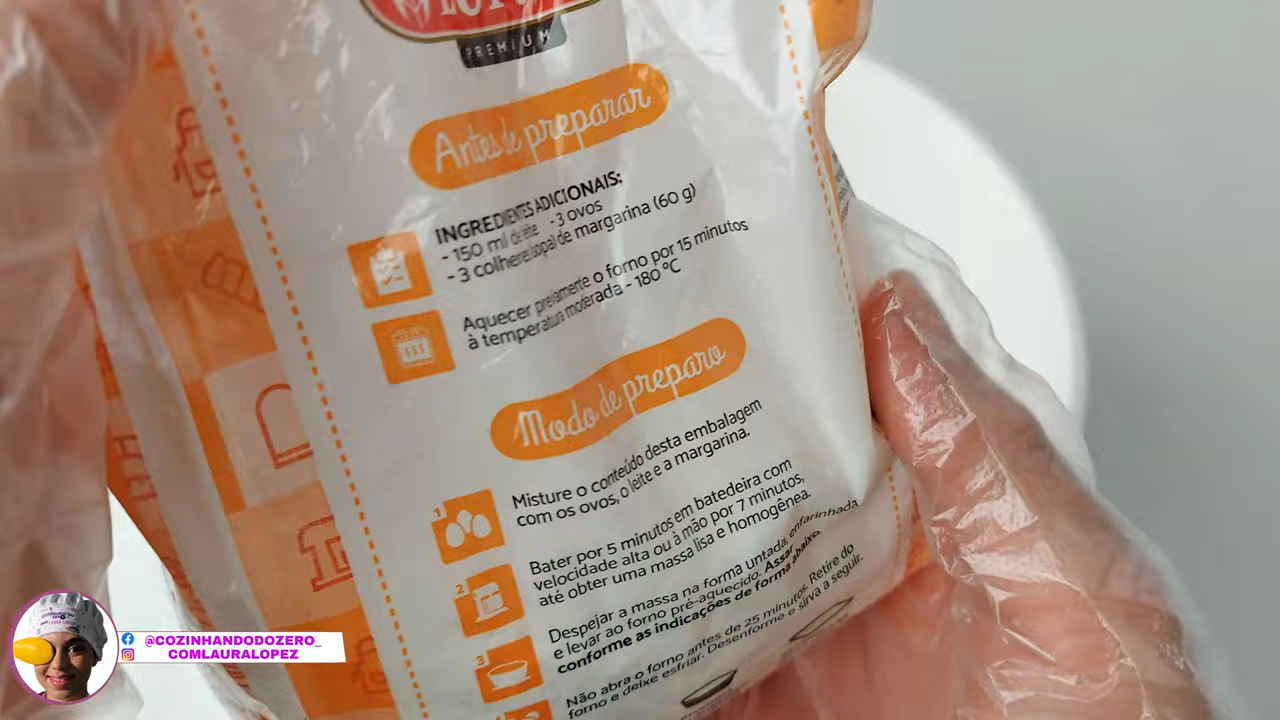 PREMIUM
Antes de preparar
INGREDIENTES ADICIONAIS:
- 150 ml de leite - 3 ovos
- 3 colheres (sopa) de margarina (60 g)
Aquecer previamente o forno por 15 minutos
à temperatura moderada - 180 °C
Modo de preparo
1
Misture o conteúdo desta embalagem
com os ovos, o leite e a margarina.
2
Bater por 5 minutos em batedeira com
velocidade alta ou à mão por 7 minutos,
até obter uma massa lisa e homogênea.
3
Despejar a massa na forma untada, enfarinhada
e levar ao forno pré-aquecido. Assar
conforme as indicações de forma abaixo.
Não abra o forno antes de 25 minutos. Retire do
forno e deixe esfriar. Desenforme e sirva a seguir.
@COZINHANDODOZERO_
COMLAURALOPEZ